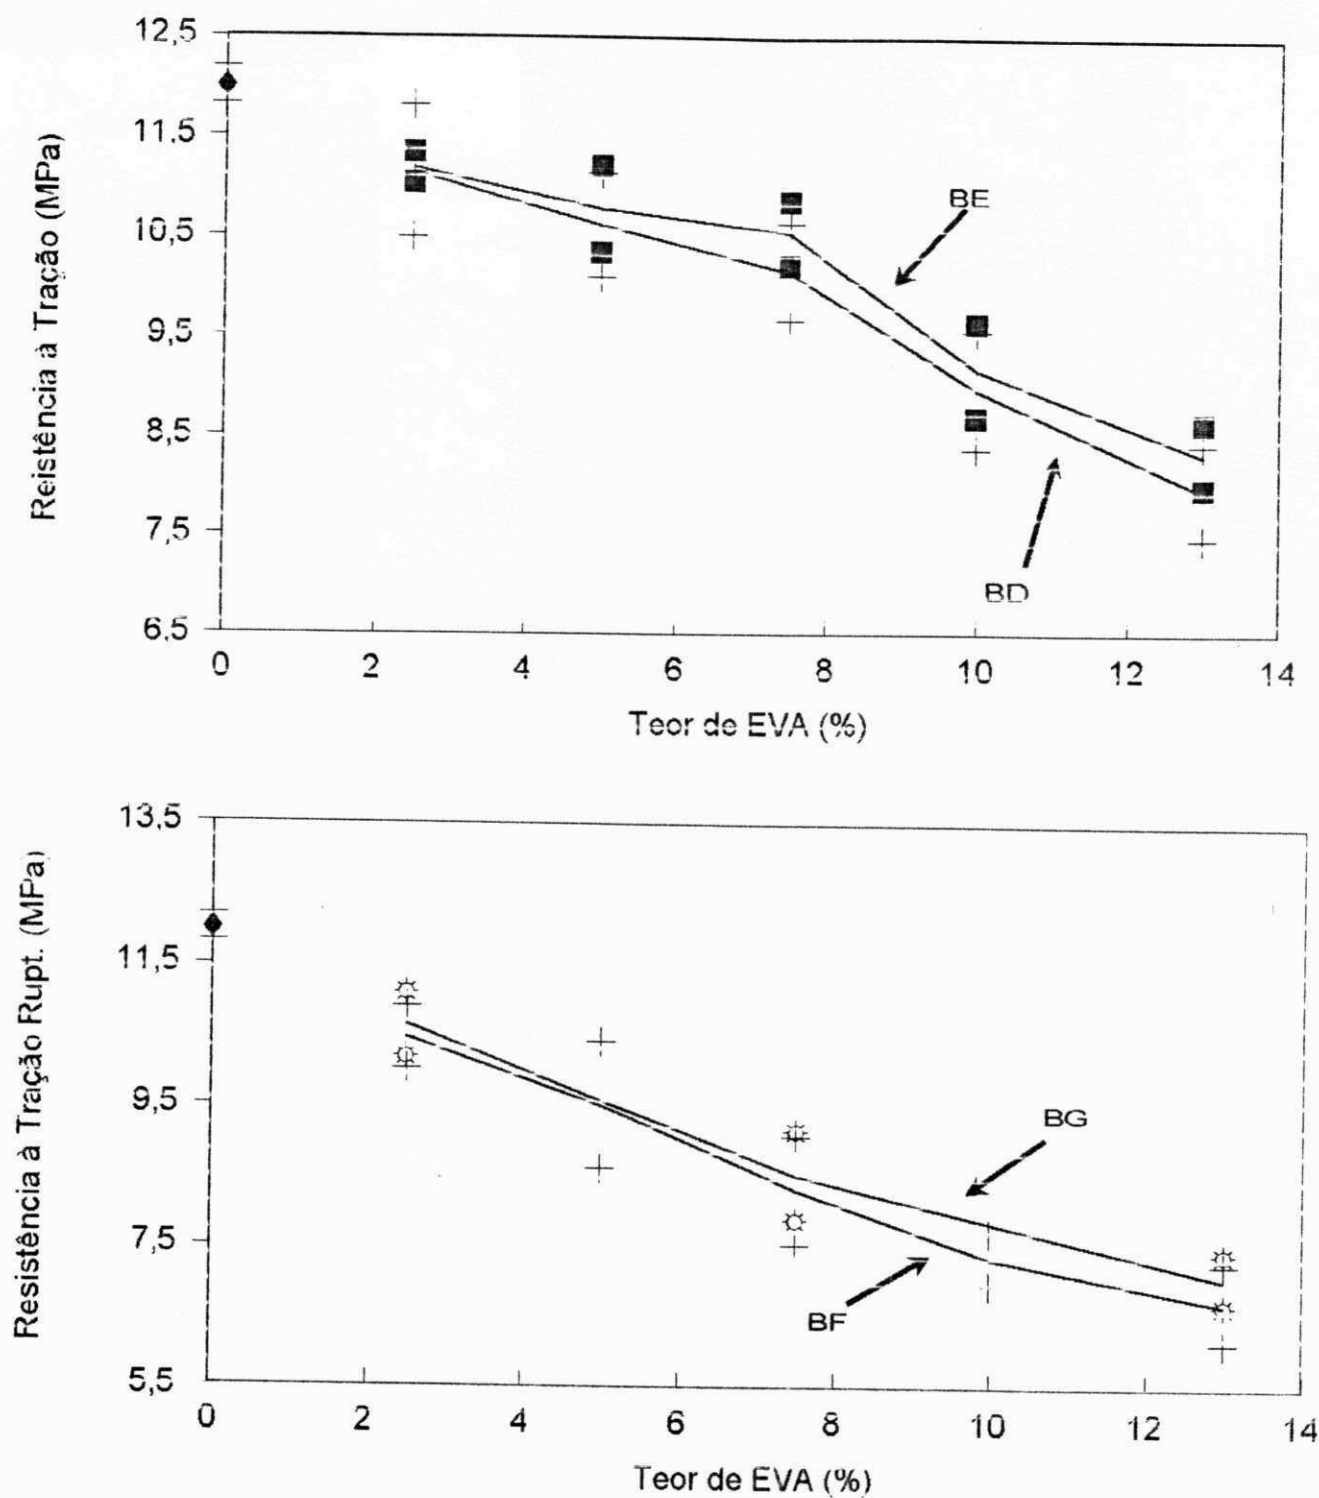 12,5
11,5
10,5
9,5
8,5
7,5
6,5
Reistência à Tração (MPa)
BE
BD
0 2 4 6 8 10 12 14
Teor de EVA (%)
13,5
11,5
9,5
7,5
5,5
Resistência à Tração Rupt. (MPa)
BG
BF
0 2 4 6 8 10 12 14
Teor de EVA (%)